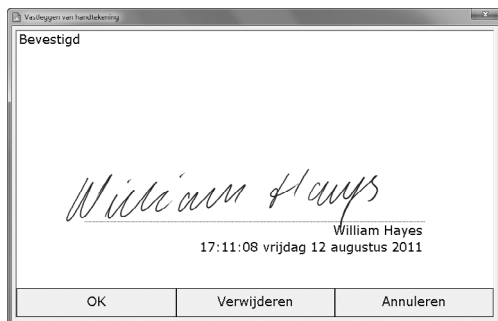 Vastleggen van handtekening
Bevestigd
William Hayes
William Hayes
17:11:08 vrijdag 12 augustus 2011
OK Verwijderen Annuleren